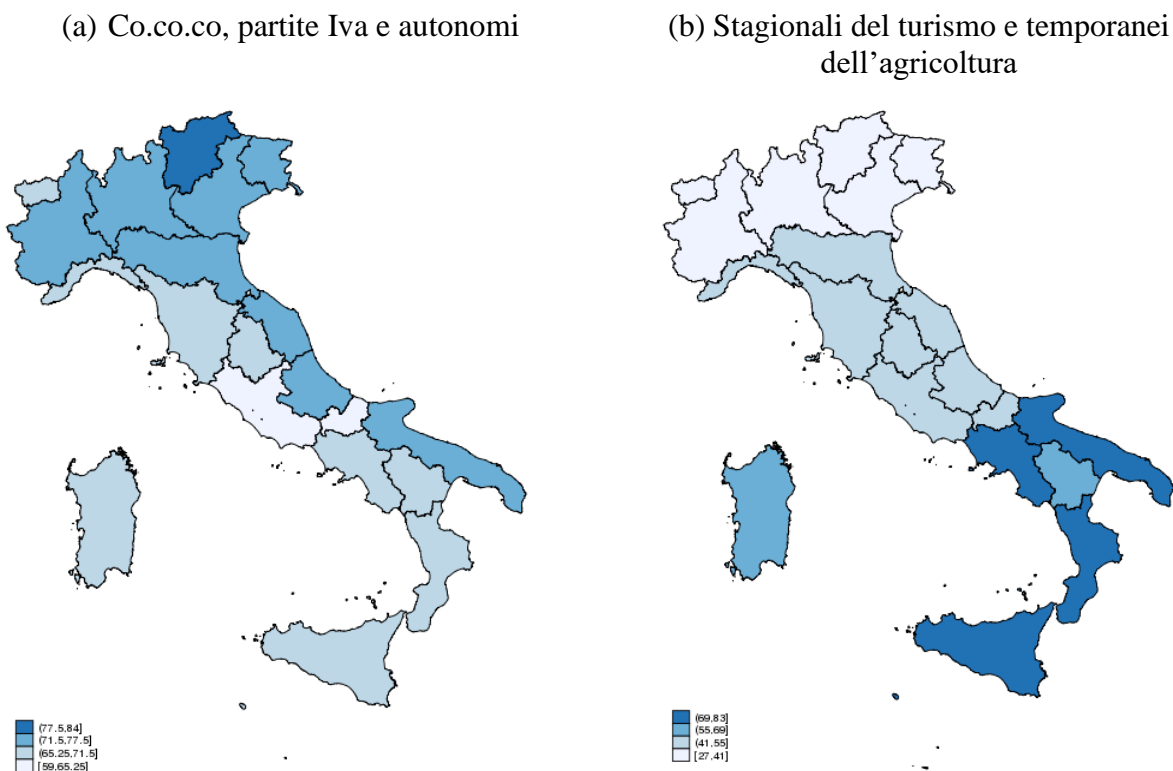 (a) Co.co.co, partite Iva e autonomi
(b) Stagionali del turismo e temporanei
dell’agricoltura
(77.5,84]
(71.5,77.5]
(65.25,71.5]
[59,65.25]
(69,83]
(55,69]
(41,55]
[27,41]